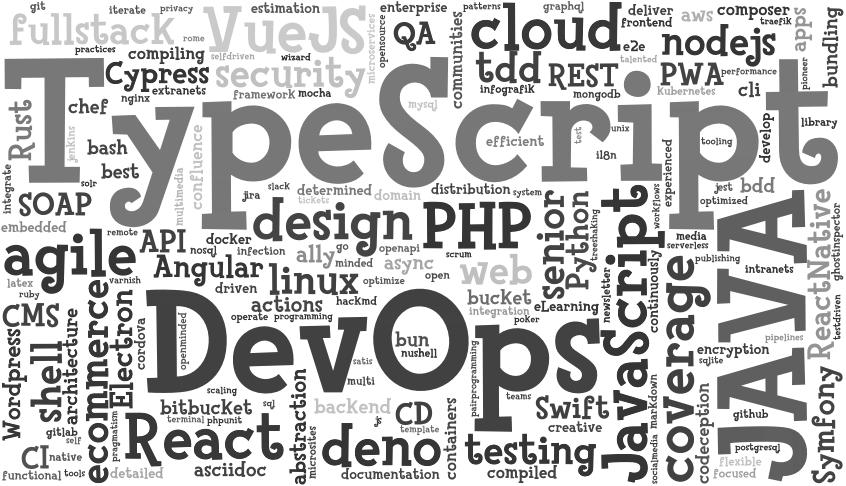 git
iterate
privacy
estimation
enterprise
patterns
graphql
deliver
aws
composer
fullstack
rome
VueJS
microservices
opensource
QA
communities
cloud
frontend
traefik
apps
bundling
practices
compiling
selfdriven
wizard
e2e
nodejs
Cypress
security
tdd
REST
talented
PWA
performance
pioneer
extranets
nginx
framework
mocha
infografik
mongodb
kubernetes
cli
TypeScript
chef
mysql
Rust
jenkins
bash
best
confluence
efficient
test
unix
il8n
tooling
develop
library
integrate
solr
multimedia
jira
slack
determined
tickets
domain
distribution
system
experienced
jest
bdd
optimized
SOAP
embedded
remote
API
nosql
docker
infection
design
PHP
senior
Python
treeshaking
JavaScript
workflows
media
serverless
JAVA
ReactNative
ghostinspector
testdriven
agile
latex
ruby
varnish
Angular
driven
linux
ally
go
minded
openapi
async
optimize
scrum
open
web
bucket
integration
eLearning
newsletter
continuously
coverage
publishing
intranets
CMS
Wordpress
shell
architecture
ecommerce
Electron
cordova
actions
hackmd
operate
programming
DevOps
openminded
bun
nushell
satis
multi
poker
pairprogramming
teams
encryption
sqlite
pipelines
scaling
bitbucket
sql
terminal
phpunit
abstraction
microsites
backend
js
CD
template
containers
Swift
creative
socialmedia
markdown
codeception
github
postgresql
Symfony
gitlab
self
CI
native
functional
tools
pragmatism
detailed
React
asciidoc
deno
documentation
testing
compiled
flexible
focused